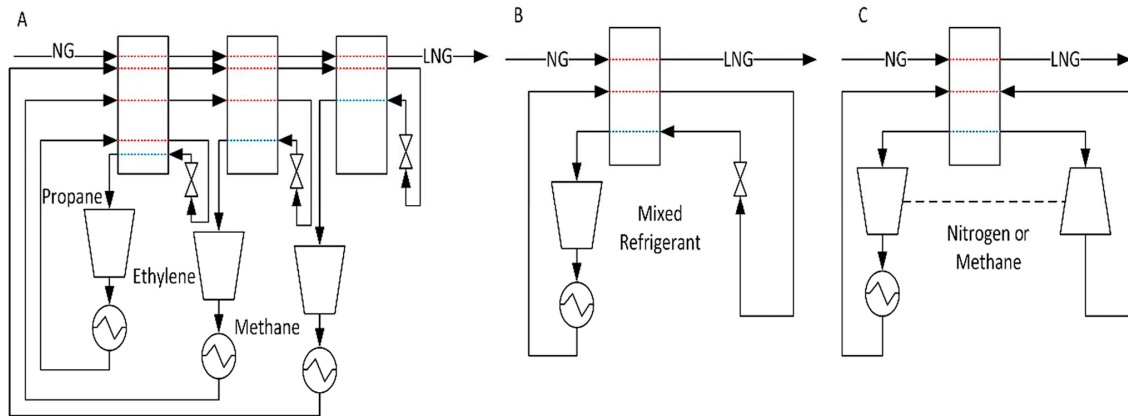 A
NG
LNG
Propane
Ethylene
Methane
B
NG
LNG
Mixed
Refrigerant
C
NG
LNG
Nitrogen or
Methane